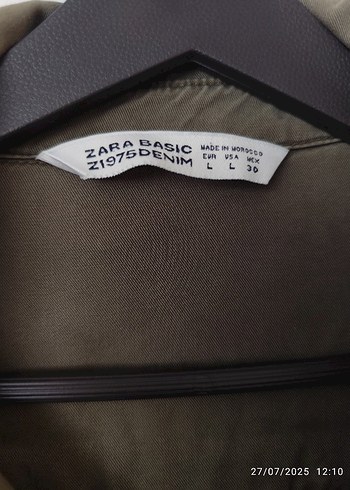 ZARA BASIC
Z1975DENIM
MADE IN MOROCCO
EUR USA MEX
L L 30
27/07/2025 12:10